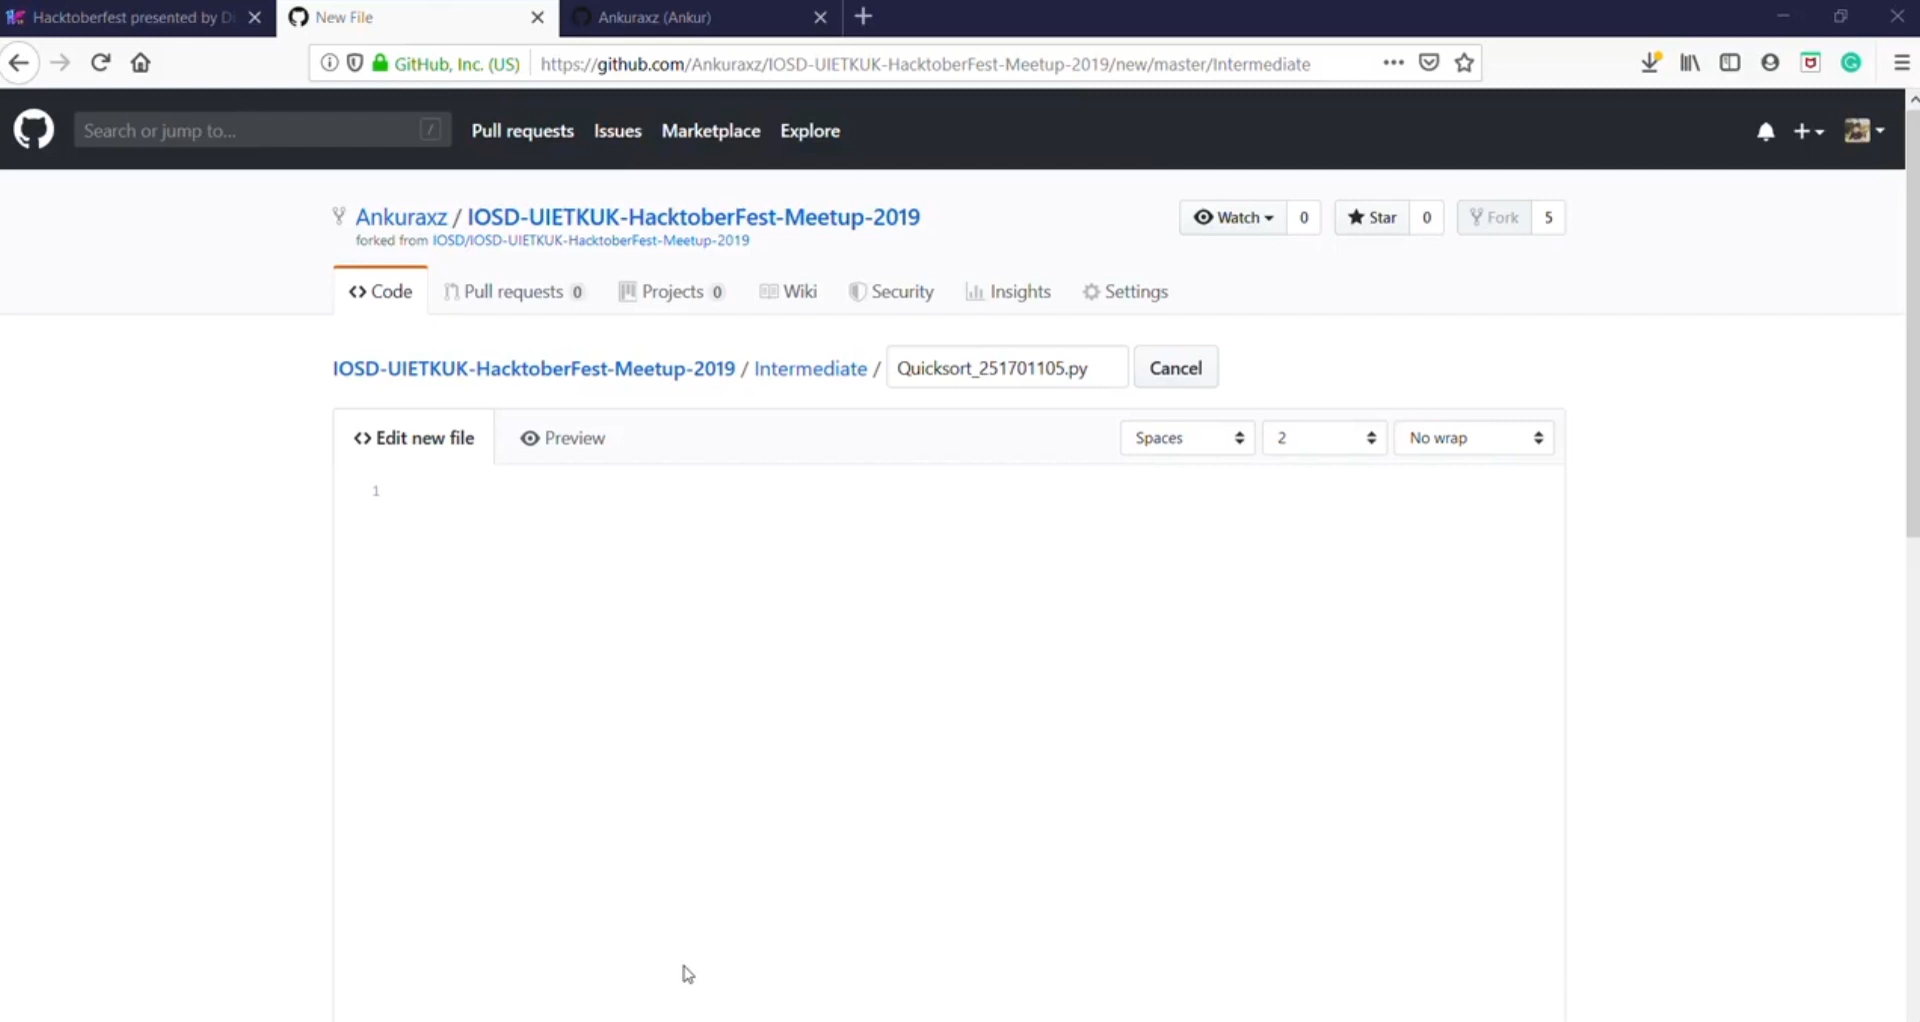 Hacktoberfest presented by Di
New File
Ankuraxz (Ankur)
GitHub, Inc. (US)
https://github.com/Ankuraxz/IOSD-UIETKUK-HacktoberFest-Meetup-2019/new/master/Intermediate
Search or jump to... /
Pull requests Issues Marketplace Explore
Ankuraxz / IOSD-UIETKUK-HacktoberFest-Meetup-2019
forked from IOSD/IOSD-UIETKUK-HacktoberFest-Meetup-2019
Watch 0 Star 0 Fork 5
Code Pull requests 0 Projects 0 Wiki Security Insights Settings
IOSD-UIETKUK-HacktoberFest-Meetup-2019 / Intermediate / Quicksort_251701105.py Cancel
<> Edit new file Preview Spaces 2 No wrap
1